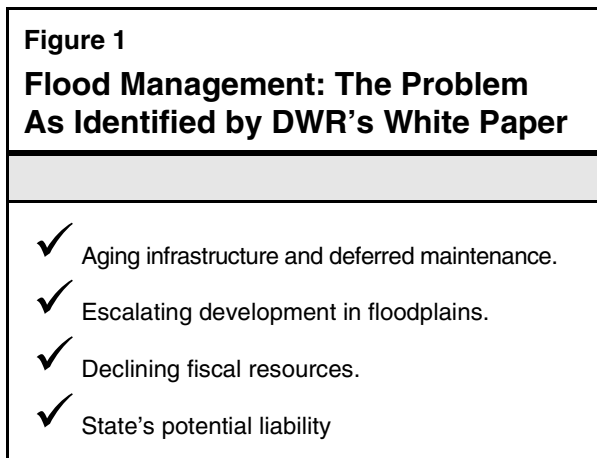 Figure 1
Flood Management: The Problem
As Identified by DWR's White Paper
✓ Aging infrastructure and deferred maintenance.
✓ Escalating development in floodplains.
✓ Declining fiscal resources.
✓ State's potential liability